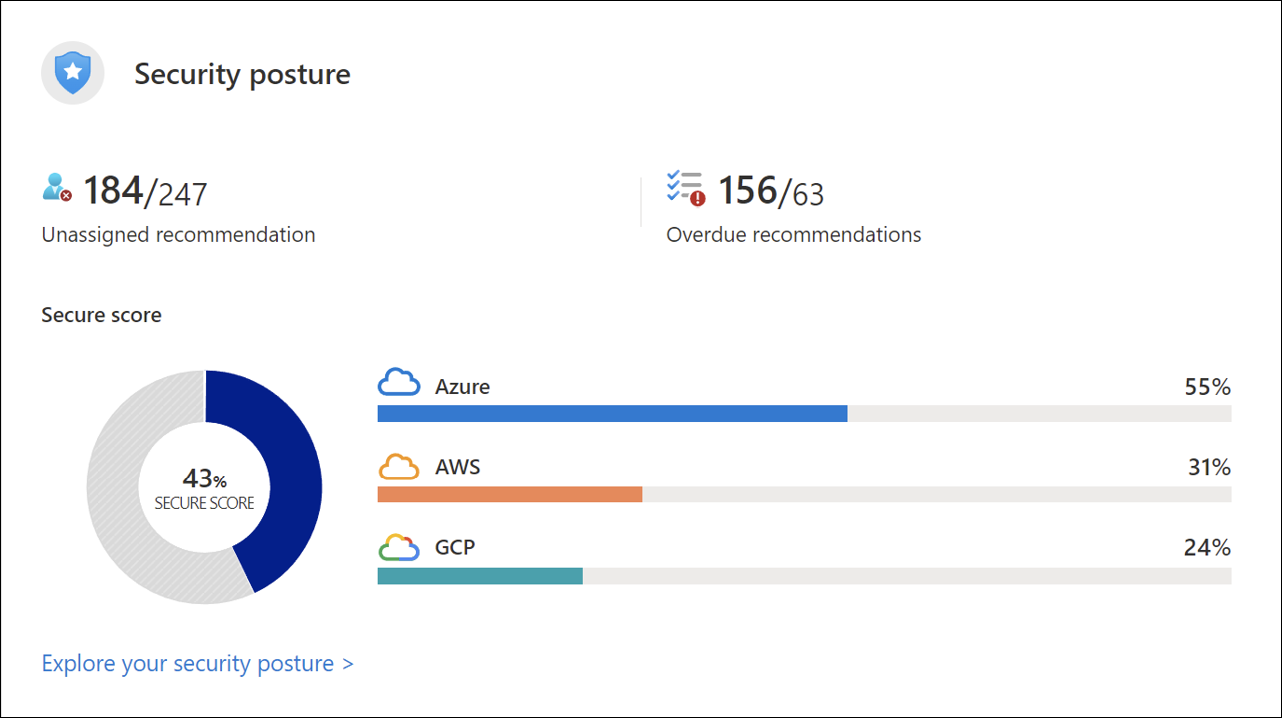 Security posture
184/247
Unassigned recommendation
156/63
Overdue recommendations
Secure score
43%
SECURE SCORE
Azure 55%
AWS 31%
GCP 24%
Explore your security posture >